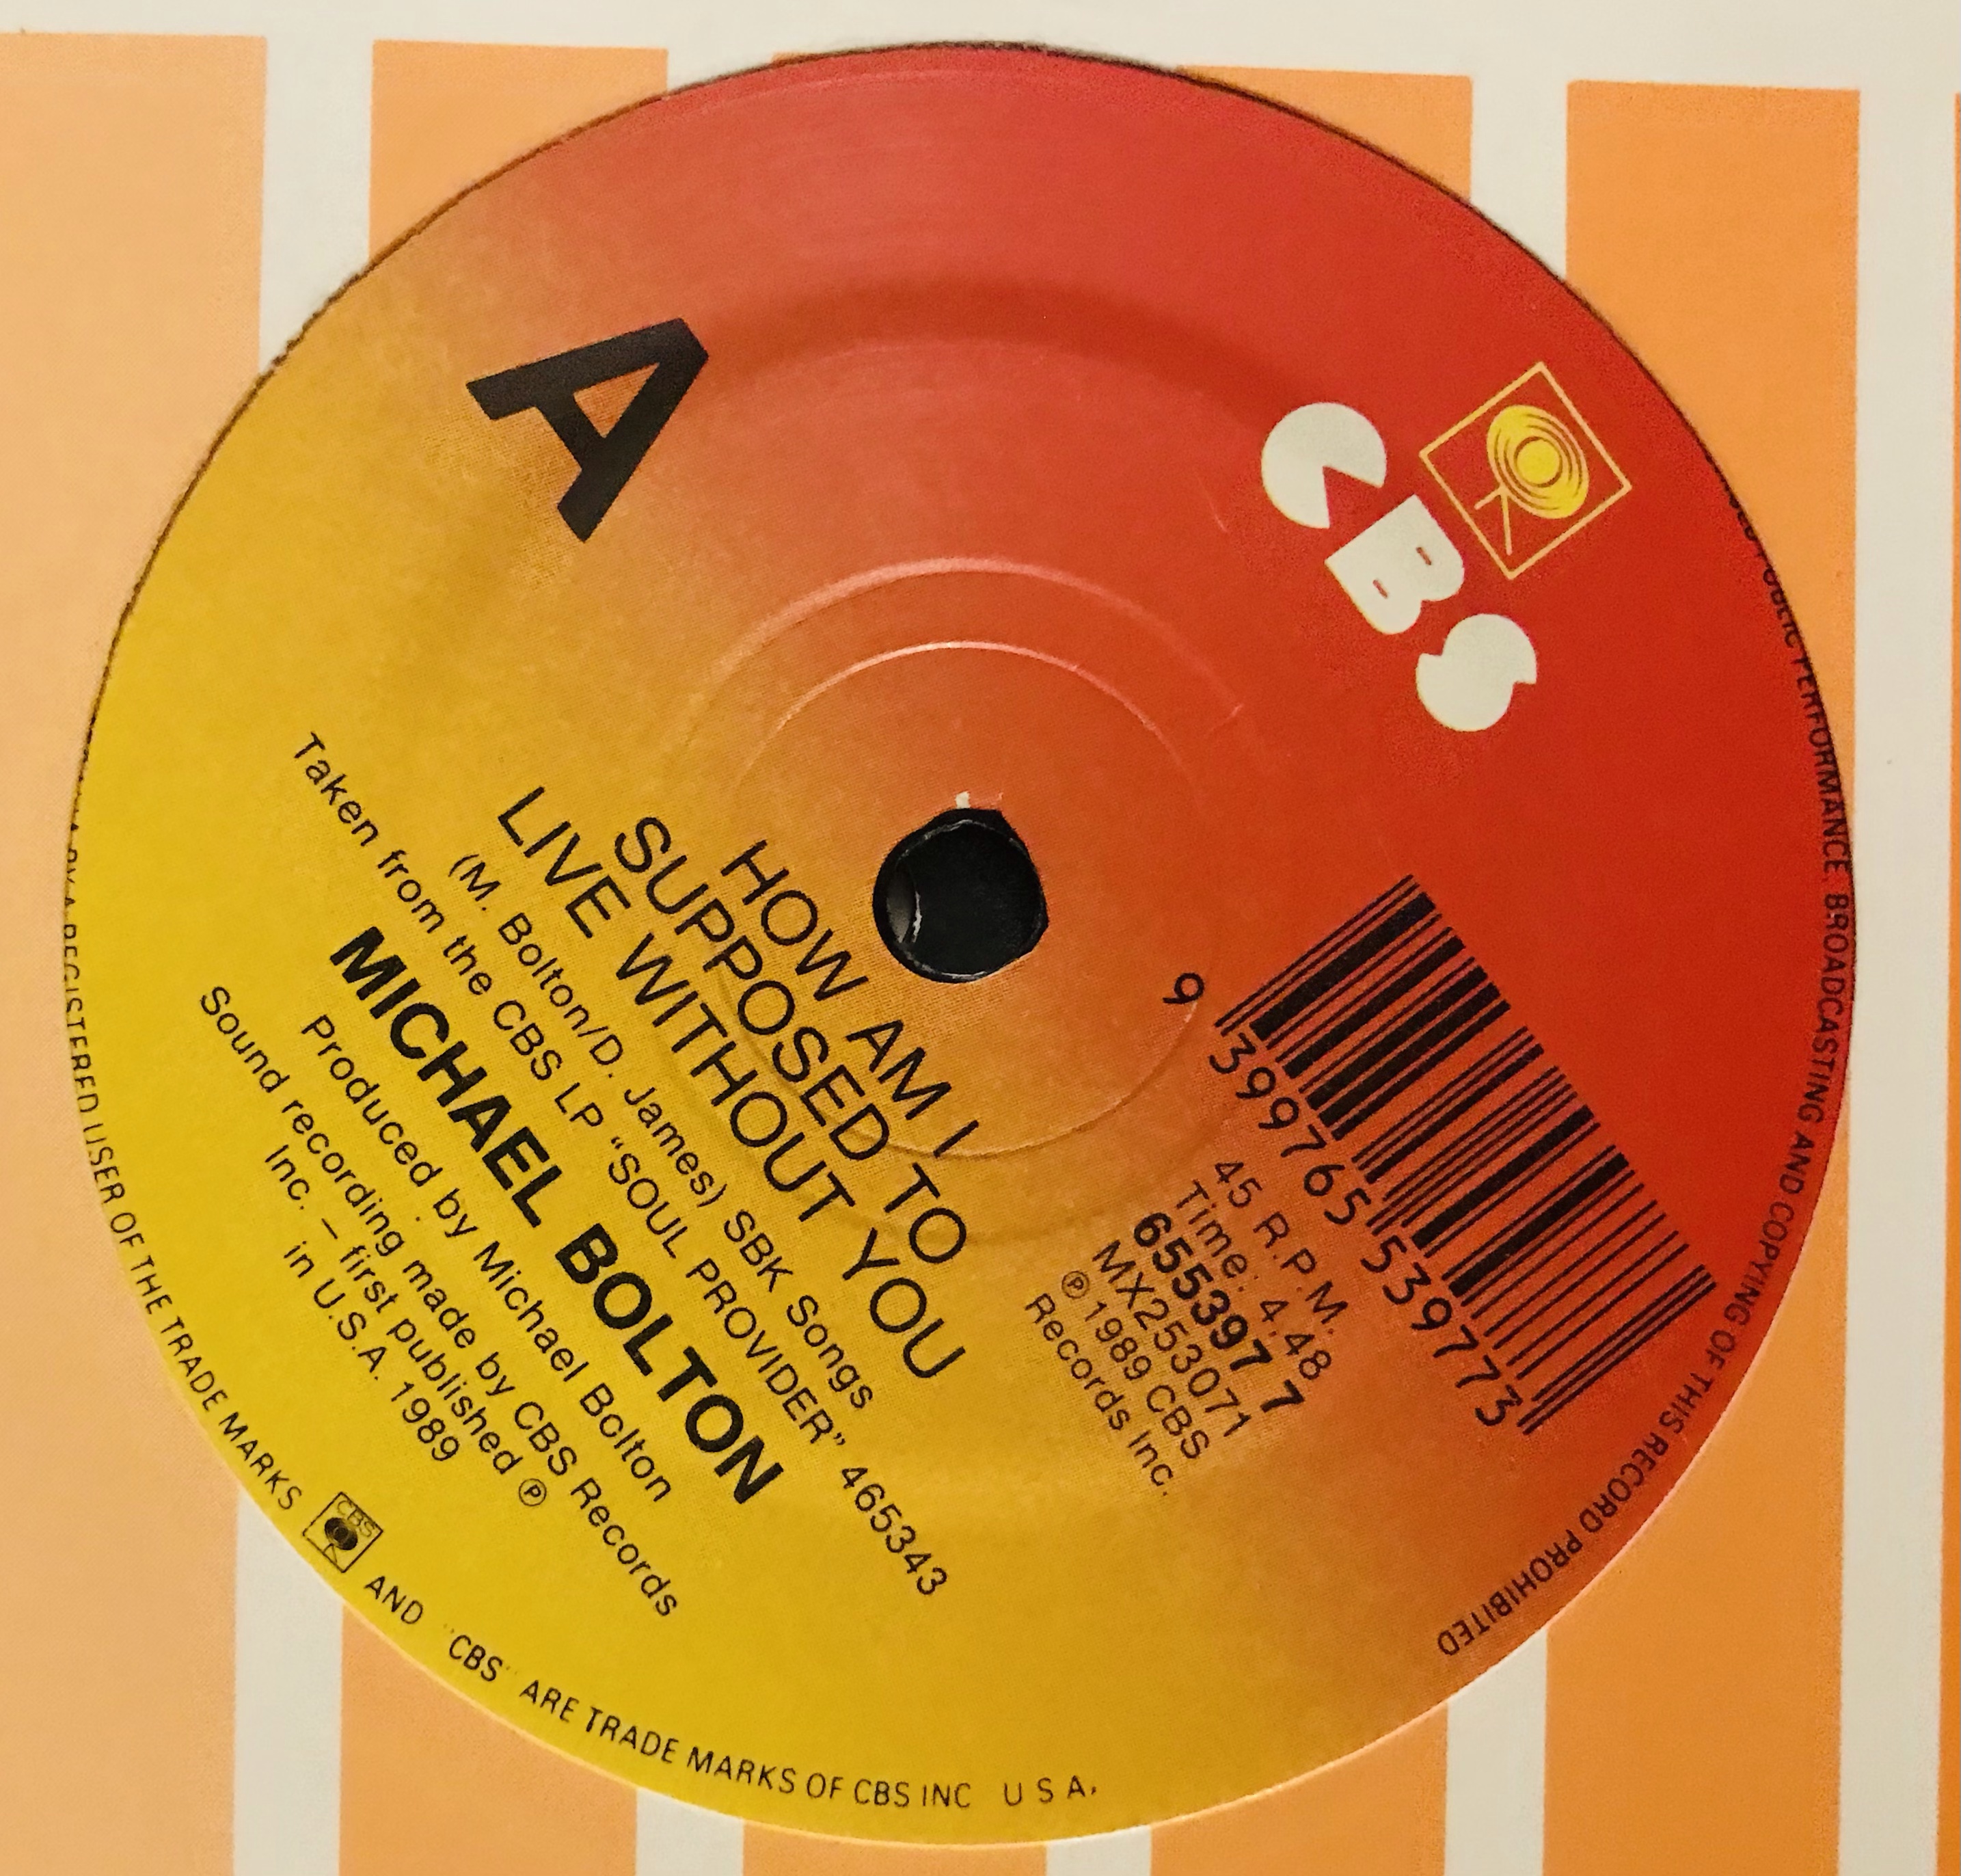 CBS
A
9 399765 539773
45 R.P.M.
Time: 4.48
655397 7
MX253071
℗ 1989 CBS
Records Inc.
HOW AM I
SUPPOSED TO
LIVE WITHOUT YOU
(M. Bolton/D. James) SBK Songs
Taken from the CBS LP “SOUL PROVIDER” 465343
MICHAEL BOLTON
Produced by Michael Bolton
Sound recording made by CBS Records
Inc. – first published ℗
in U.S.A. 1989
PUBLIC PERFORMANCE. BROADCASTING AND COPYING OF THIS RECORD PROHIBITED
REGISTERED USER OF THE TRADE MARKS CBS AND "CBS" ARE TRADE MARKS OF CBS INC U S A.